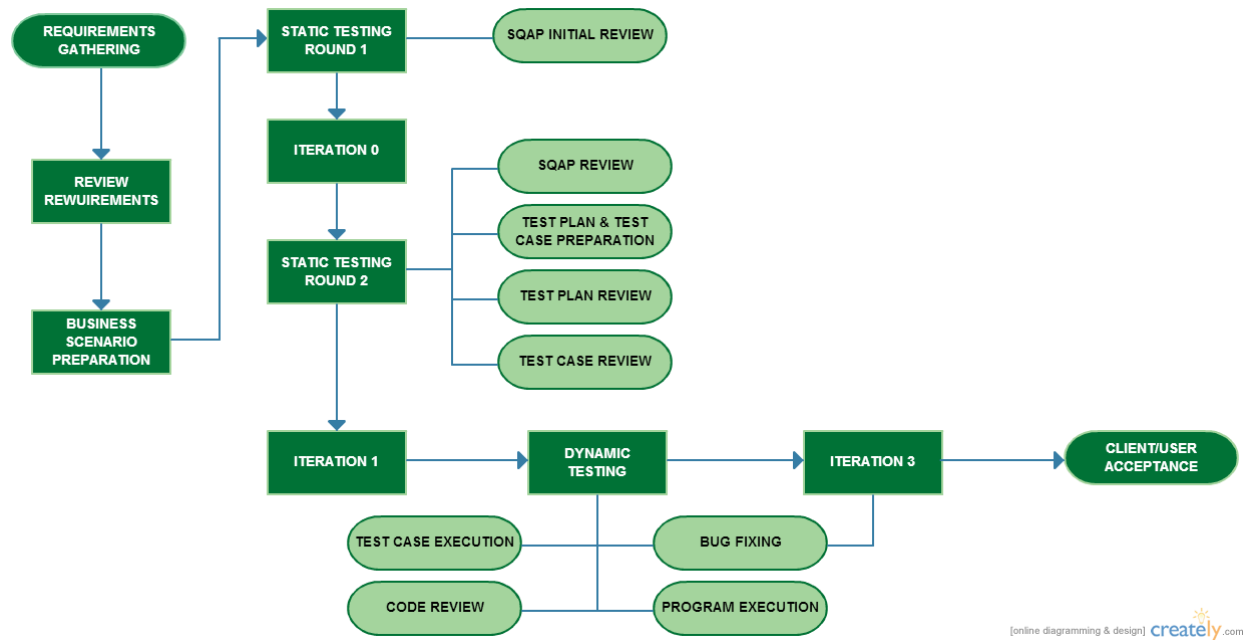 REQUIREMENTS
GATHERING
REVIEW
REWUIREMENTS
BUSINESS
SCENARIO
PREPARATION
STATIC TESTING
ROUND 1
SQAP INITIAL REVIEW
ITERATION 0
STATIC TESTING
ROUND 2
SQAP REVIEW
TEST PLAN & TEST
CASE PREPARATION
TEST PLAN REVIEW
TEST CASE REVIEW
ITERATION 1
DYNAMIC
TESTING
ITERATION 3
CLIENT/USER
ACCEPTANCE
TEST CASE EXECUTION
BUG FIXING
CODE REVIEW
PROGRAM EXECUTION
[online diagramming & design] creately.com